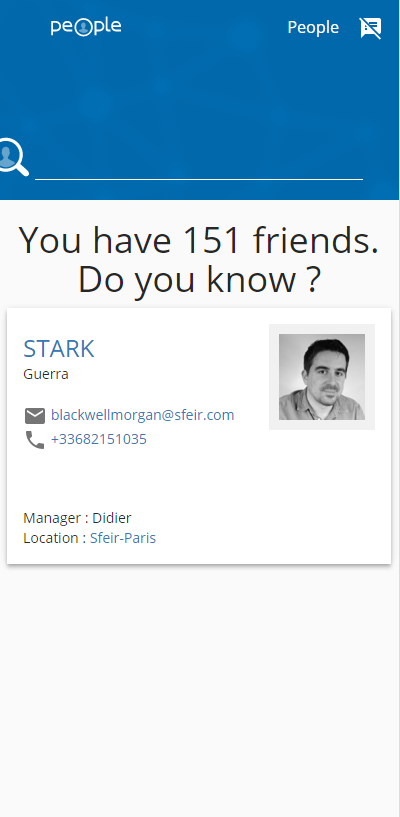 people
People
You have 151 friends.
Do you know ?
STARK
Guerra
blackwellmorgan@sfeir.com
+33682151035
Manager : Didier
Location : Sfeir-Paris